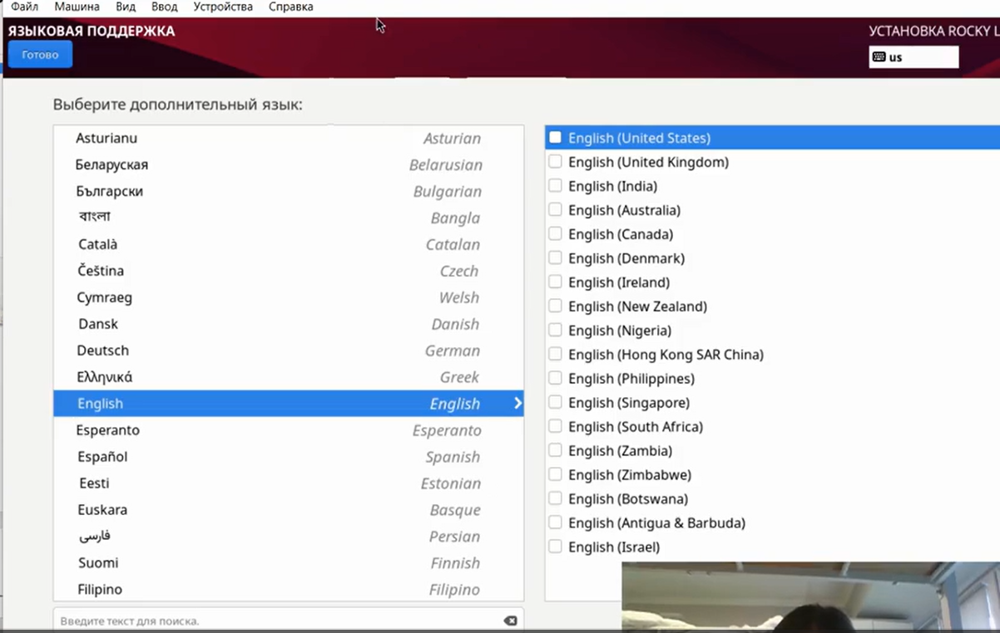 Файл Машина Вид Ввод Устройства Справка
ЯЗЫКОВАЯ ПОДДЕРЖКА
УСТАНОВКА ROCKY L
Готово
us
Выберите дополнительный язык:
Asturianu Asturian
Беларуская Belarusian
Български Bulgarian
বাংলা Bangla
Català Catalan
Čeština Czech
Cymraeg Welsh
Dansk Danish
Deutsch German
Ελληνικά Greek
English English
Esperanto Esperanto
Español Spanish
Eesti Estonian
Euskara Basque
فارسی Persian
Suomi Finnish
Filipino Filipino
Введите текст для поиска.
English (United States)
English (United Kingdom)
English (India)
English (Australia)
English (Canada)
English (Denmark)
English (Ireland)
English (New Zealand)
English (Nigeria)
English (Hong Kong SAR China)
English (Philippines)
English (Singapore)
English (South Africa)
English (Zambia)
English (Zimbabwe)
English (Botswana)
English (Antigua & Barbuda)
English (Israel)